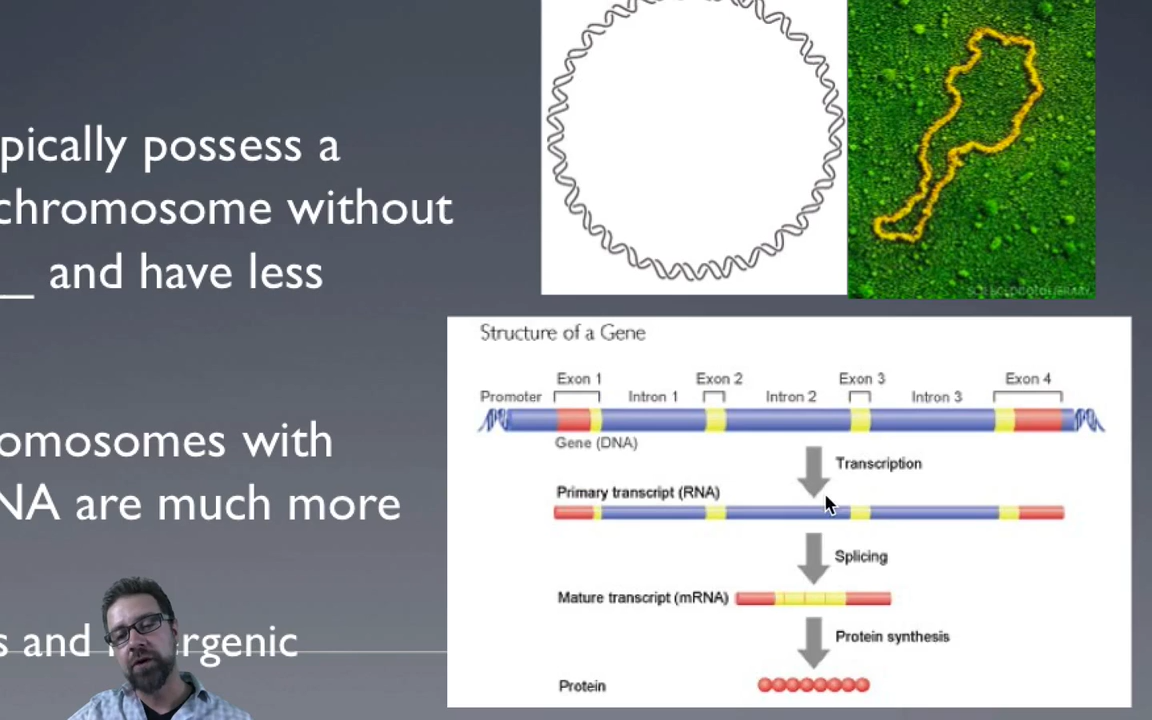 pically possess a
chromosome without
__ and have less
omosomes with
NA are much more
s and
rgenic
Structure of a Gene
Exon 1 Exon 2 Exon 3 Exon 4
Promoter Intron 1 Intron 2 Intron 3
Gene (DNA)
Transcription
Primary transcript (RNA)
Splicing
Mature transcript (mRNA)
Protein synthesis
Protein